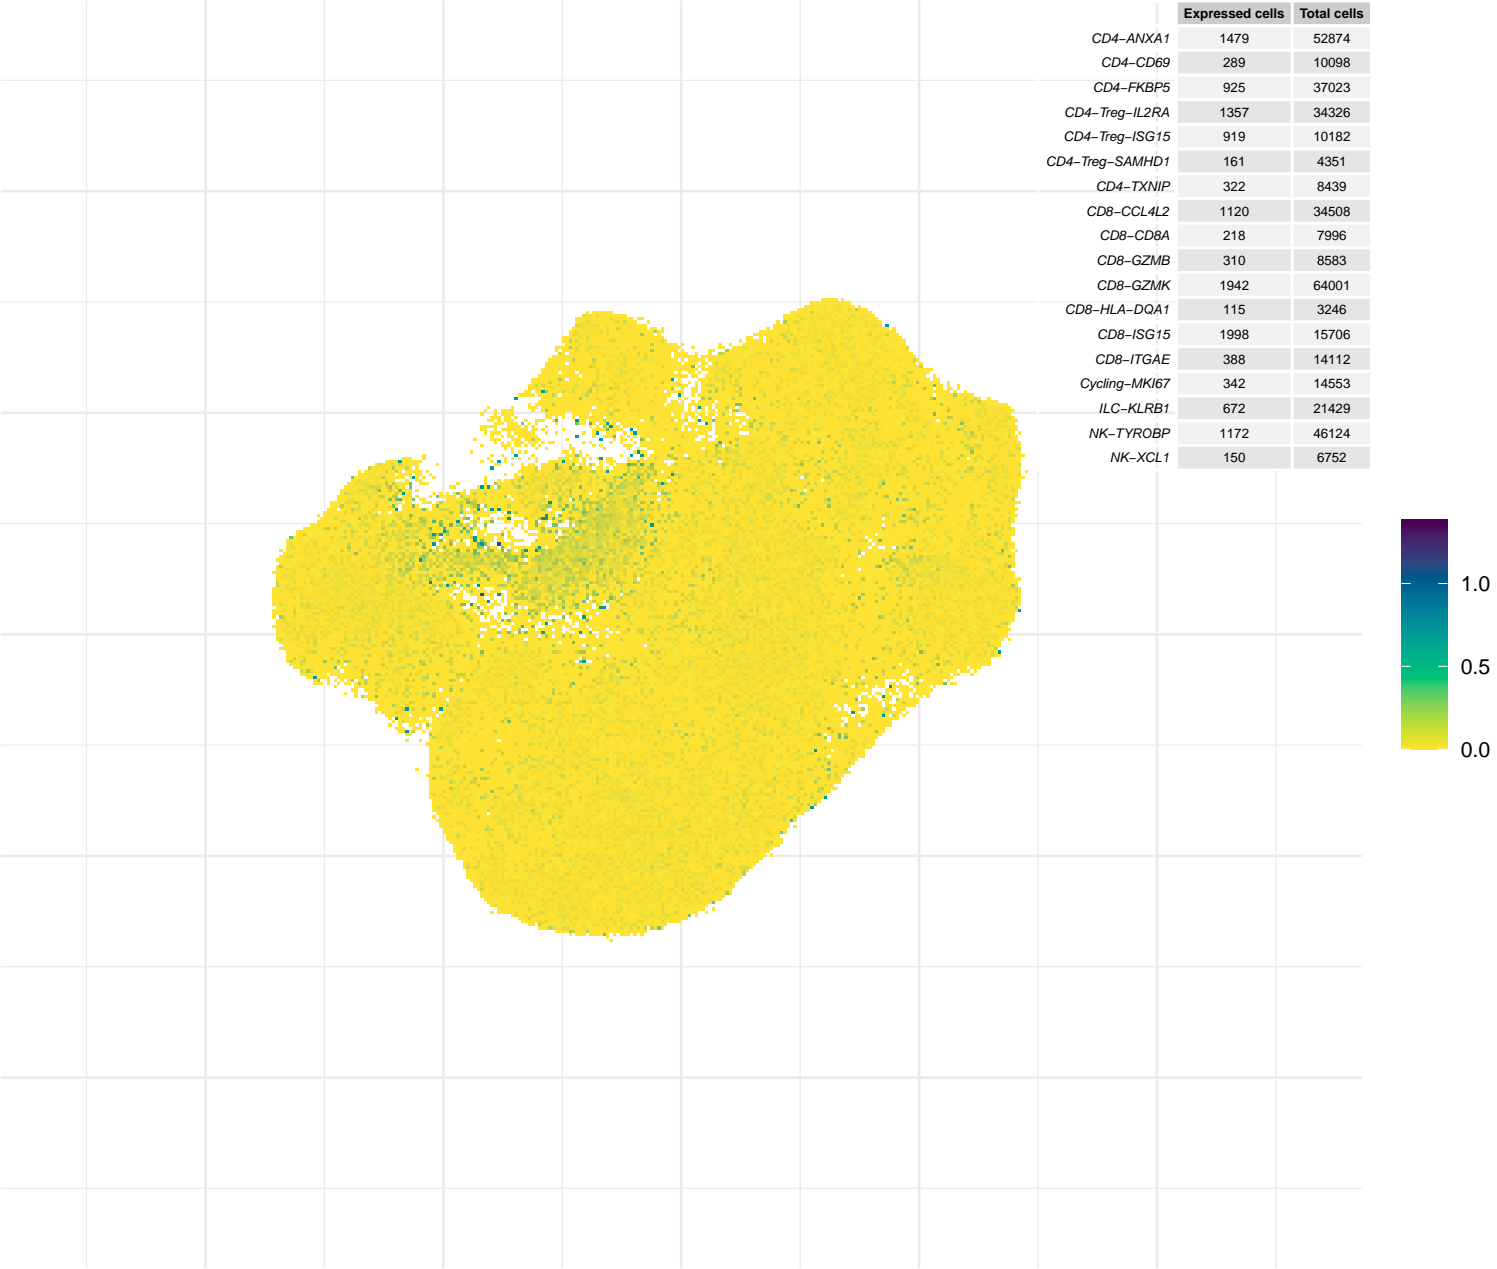 Expressed cells Total cells
CD4−ANXA1 1479 52874
CD4−CD69 289 10098
CD4−FKBP5 925 37023
CD4−Treg−IL2RA 1357 34326
CD4−Treg−ISG15 919 10182
CD4−Treg−SAMHD1 161 4351
CD4−TXNIP 322 8439
CD8−CCL4L2 1120 34508
CD8−CD8A 218 7996
CD8−GZMB 310 8583
CD8−GZMK 1942 64001
CD8−HLA−DQA1 115 3246
CD8−ISG15 1998 15706
CD8−ITGAE 388 14112
Cycling−MKI67 342 14553
ILC−KLRB1 672 21429
NK−TYROBP 1172 46124
NK−XCL1 150 6752
1.0
0.5
0.0